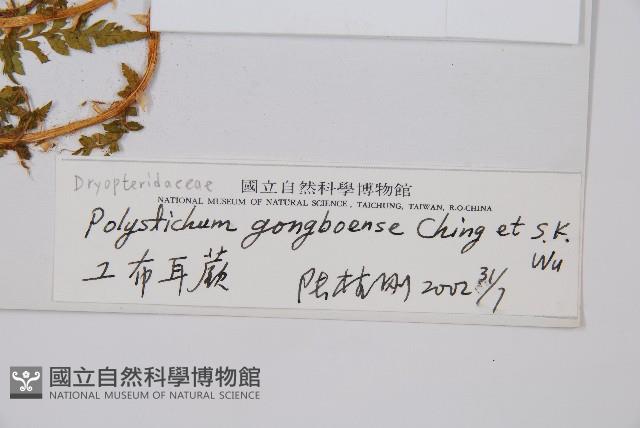 Dryopteridaceae 國立自然科學博物館
NATIONAL MUSEUM OF NATURAL SCIENCE, TAICHUNG, TAIWAN, R.O.CHINA
Polystichum gongboense Ching et S.K.
Wu
工布耳蕨 2002 31/7
國立自然科學博物館
NATIONAL MUSEUM OF NATURAL SCIENCE